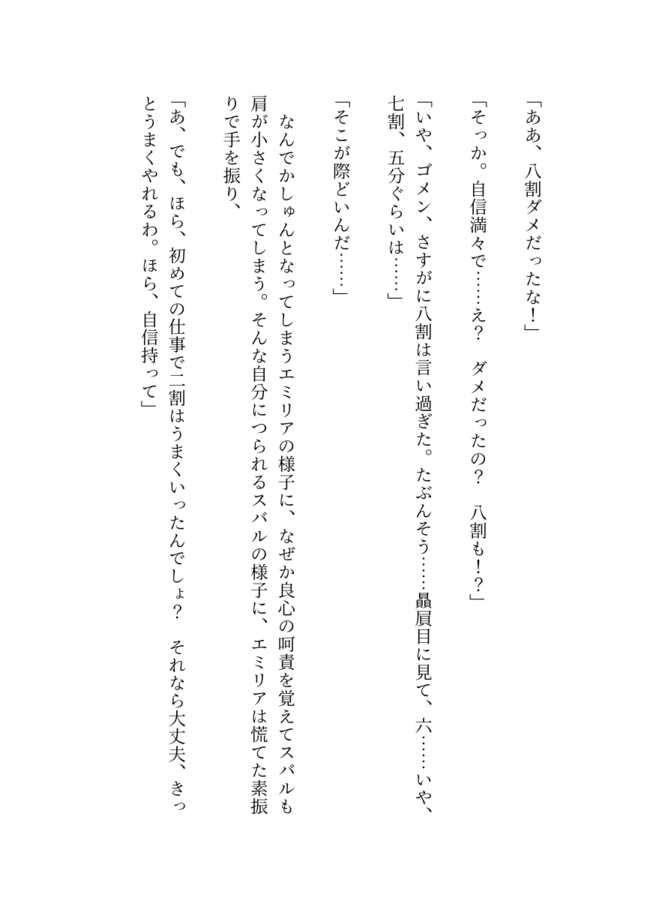 「ああ、八割ダメだったな！」
「そっか。自信満々で……え？　ダメだったの？　八割も！？」
「いや、ゴメン、さすがに八割は言い過ぎた。たぶんそう……贔屓目に見て、六……いや、
七割、五分ぐらいは……」
「そこが際どいんだ……」
　なんでかしゅんとなってしまうエミリアの様子に、なぜか良心の呵責を覚えてスバルも
肩が小さくなってしまう。そんな自分につられるスバルの様子に、エミリアは慌てた素振
りで手を振り、
「あ、でも、ほら、初めての仕事で二割はうまくいったんでしょ？　それなら大丈夫、きっ
とうまくやれるわ。ほら、自信持って」